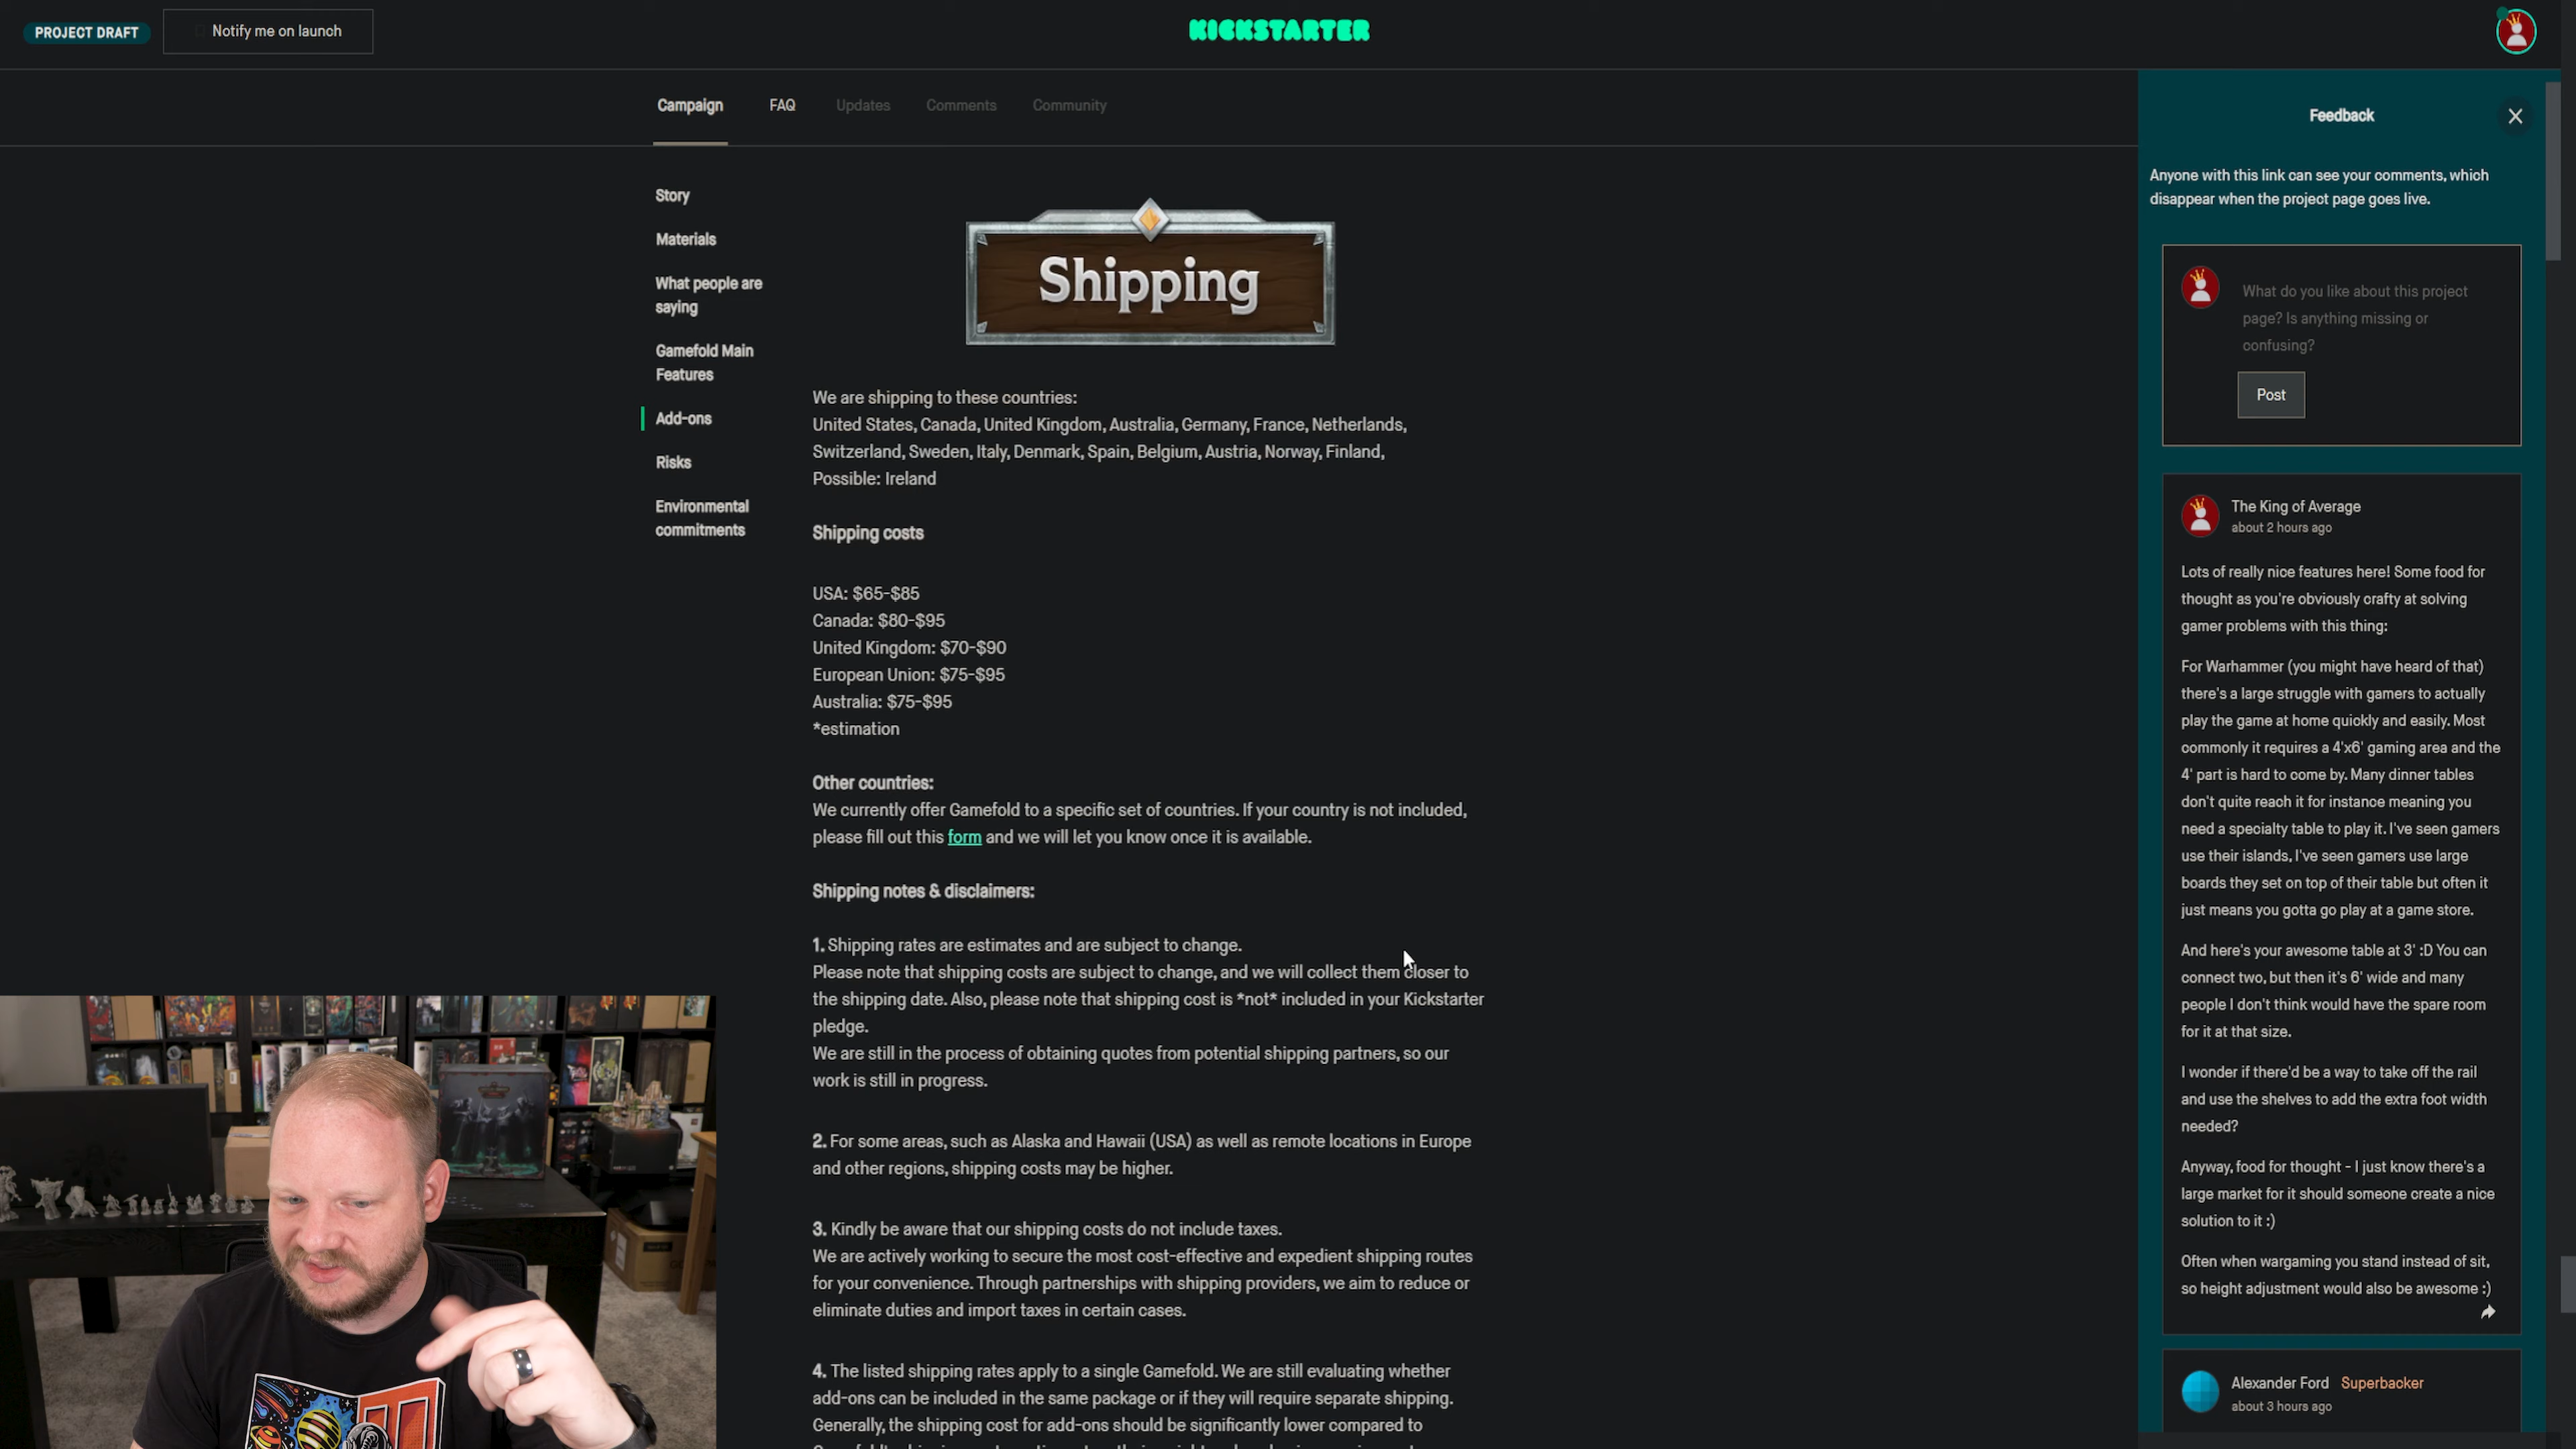 PROJECT DRAFT
Notify me on launch
KICKSTARTER
Campaign
FAQ
Updates
Comments
Community
Story
Materials
What people are
saying
Gamefold Main
Features
Add-ons
Risks
Environmental
commitments
Shipping
We are shipping to these countries:
United States, Canada, United Kingdom, Australia, Germany, France, Netherlands,
Switzerland, Sweden, Italy, Denmark, Spain, Belgium, Austria, Norway, Finland,
Possible: Ireland
Shipping costs
USA: $65-$85
Canada: $80-$95
United Kingdom: $70-$90
European Union: $75-$95
Australia: $75-$95
*estimation
Other countries:
We currently offer Gamefold to a specific set of countries. If your country is not included,
please fill out this form and we will let you know once it is available.
Shipping notes & disclaimers:
1. Shipping rates are estimates and are subject to change.
Please note that shipping costs are subject to change, and we will collect them closer to
the shipping date. Also, please note that shipping cost is *not* included in your Kickstarter
pledge.
We are still in the process of obtaining quotes from potential shipping partners, so our
work is still in progress.
2. For some areas, such as Alaska and Hawaii (USA) as well as remote locations in Europe
and other regions, shipping costs may be higher.
3. Kindly be aware that our shipping costs do not include taxes.
We are actively working to secure the most cost-effective and expedient shipping routes
for your convenience. Through partnerships with shipping providers, we aim to reduce or
eliminate duties and import taxes in certain cases.
4. The listed shipping rates apply to a single Gamefold. We are still evaluating whether
add-ons can be included in the same package or if they will require separate shipping.
Generally, the shipping cost for add-ons should be significantly lower compared to
Feedback
Anyone with this link can see your comments, which
disappear when the project page goes live.
What do you like about this project
page? Is anything missing or
confusing?
Post
The King of Average
about 2 hours ago
Lots of really nice features here! Some food for
thought as you're obviously crafty at solving
gamer problems with this thing:
For Warhammer (you might have heard of that)
there's a large struggle with gamers to actually
play the game at home quickly and easily. Most
commonly it requires a 4'x6' gaming area and the
4' part is hard to come by. Many dinner tables
don't quite reach it for instance meaning you
need a specialty table to play it. I've seen gamers
use their islands, I've seen gamers use large
boards they set on top of their table but often it
just means you gotta go play at a game store.
And here's your awesome table at 3' :D You can
connect two, but then it's 6' wide and many
people I don't think would have the spare room
for it at that size.
I wonder if there'd be a way to take off the rail
and use the shelves to add the extra foot width
needed?
Anyway, food for thought - I just know there's a
large market for it should someone create a nice
solution to it :)
Often when wargaming you stand instead of sit,
so height adjustment would also be awesome :)
Alexander Ford Superbacker
about 3 hours ago